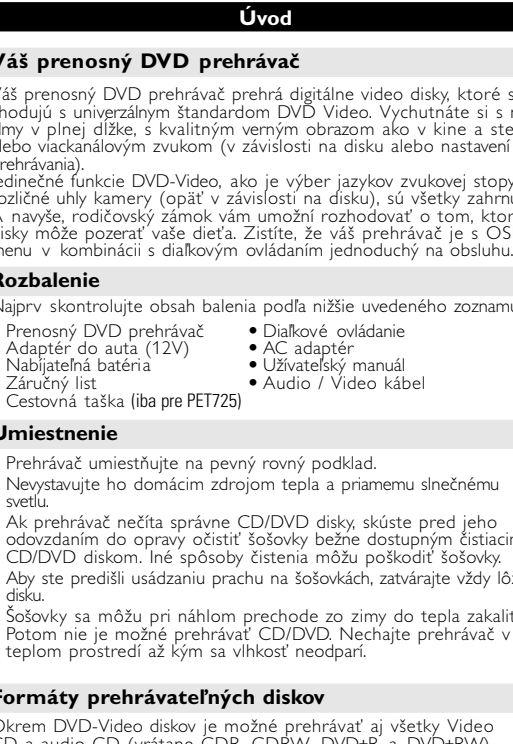 Úvod
Váš prenosný DVD prehrávač
Váš prenosný DVD prehrávač prehrá digitálne video disky, ktoré s
hodujú s univerzálnym štandardom DVD Video. Vychutnáte si s
lmy v plnej dĺžke, s kvalitným verným obrazom ako v kine a ste
lebo viackanálovým zvukom (v závislosti na disku alebo nastavení
rehrávania).
edinečné funkcie DVD-Video, ako je výber jazykov zvukovej stopy
ozličné uhly kamery (opäť v závislosti na disku), sú všetky zahrnu
A navyše, rodičovský zámok vám umožní rozhodovať o tom, ktor
isky môže pozerať vaše dieťa. Zistíte, že váš prehrávač je s OS
menu v kombinácii s diaľkovým ovládaním jednoduchý na obsluhu.
Rozbalenie
Najprv skontrolujte obsah balenia podľa nižšie uvedeného zoznamu
Prenosný DVD prehrávač • Diaľkové ovládanie
Adaptér do auta (12V) • AC adaptér
Nabíjateľná batéria • Užívateľský manuál
Záručný list • Audio / Video kábel
Cestovná taška (iba pre PET725)
Umiestnenie
Prehrávač umiestňujte na pevný rovný podklad.
Nevystavujte ho domácim zdrojom tepla a priamemu slnečnému
svetlu.
Ak prehrávač nečíta správne CD/DVD disky, skúste pred jeho
odovzdaním do opravy očistiť šošovky bežne dostupným čistiacim
CD/DVD diskom. Iné spôsoby čistenia môžu poškodiť šošovky.
Aby ste predišli usádzaniu prachu na šošovkách, zatvárajte vždy lôž
disku.
Šošovky sa môžu pri náhlom prechode zo zimy do tepla zakaliť
Potom nie je možné prehrávať CD/DVD. Nechajte prehrávač v
teplom prostredí až kým sa vlhkosť neodparí.
Formáty prehrávateľných diskov
Okrem DVD-Video diskov je možné prehrávať aj všetky Video
CD a audio CD (vrátane CDR, CDRW, DVD+R a DVD+RW)